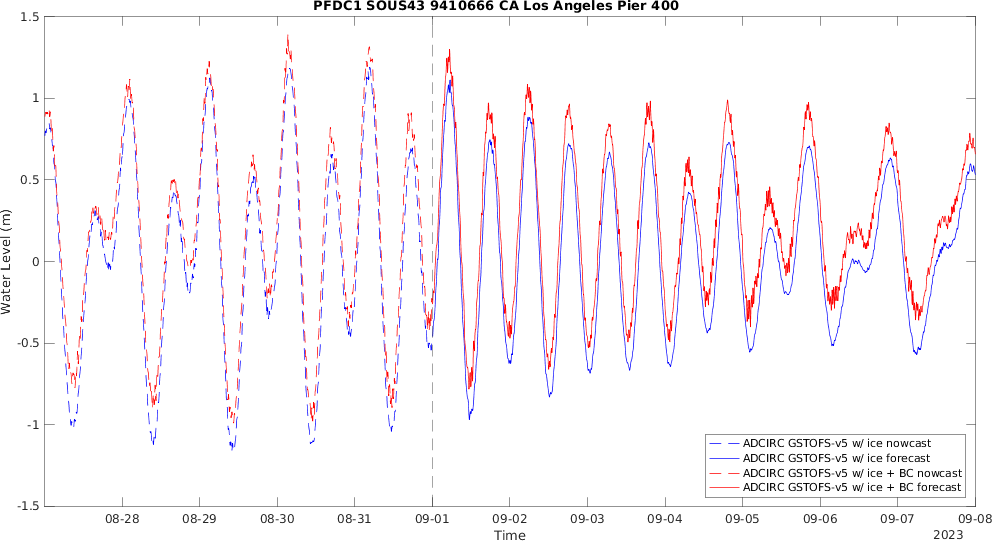 PFDC1 SOUS43 9410666 CA Los Angeles Pier 400
1.5
1
0.5
0
-0.5
-1
-1.5
Water Level (m)
08-28 08-29 08-30 08-31 09-01 09-02 09-03 09-04 09-05 09-06 09-07 09-08
Time
2023
ADCIRC GSTOFS-v5 w/ ice nowcast
ADCIRC GSTOFS-v5 w/ ice forecast
ADCIRC GSTOFS-v5 w/ ice + BC nowcast
ADCIRC GSTOFS-v5 w/ ice + BC forecast